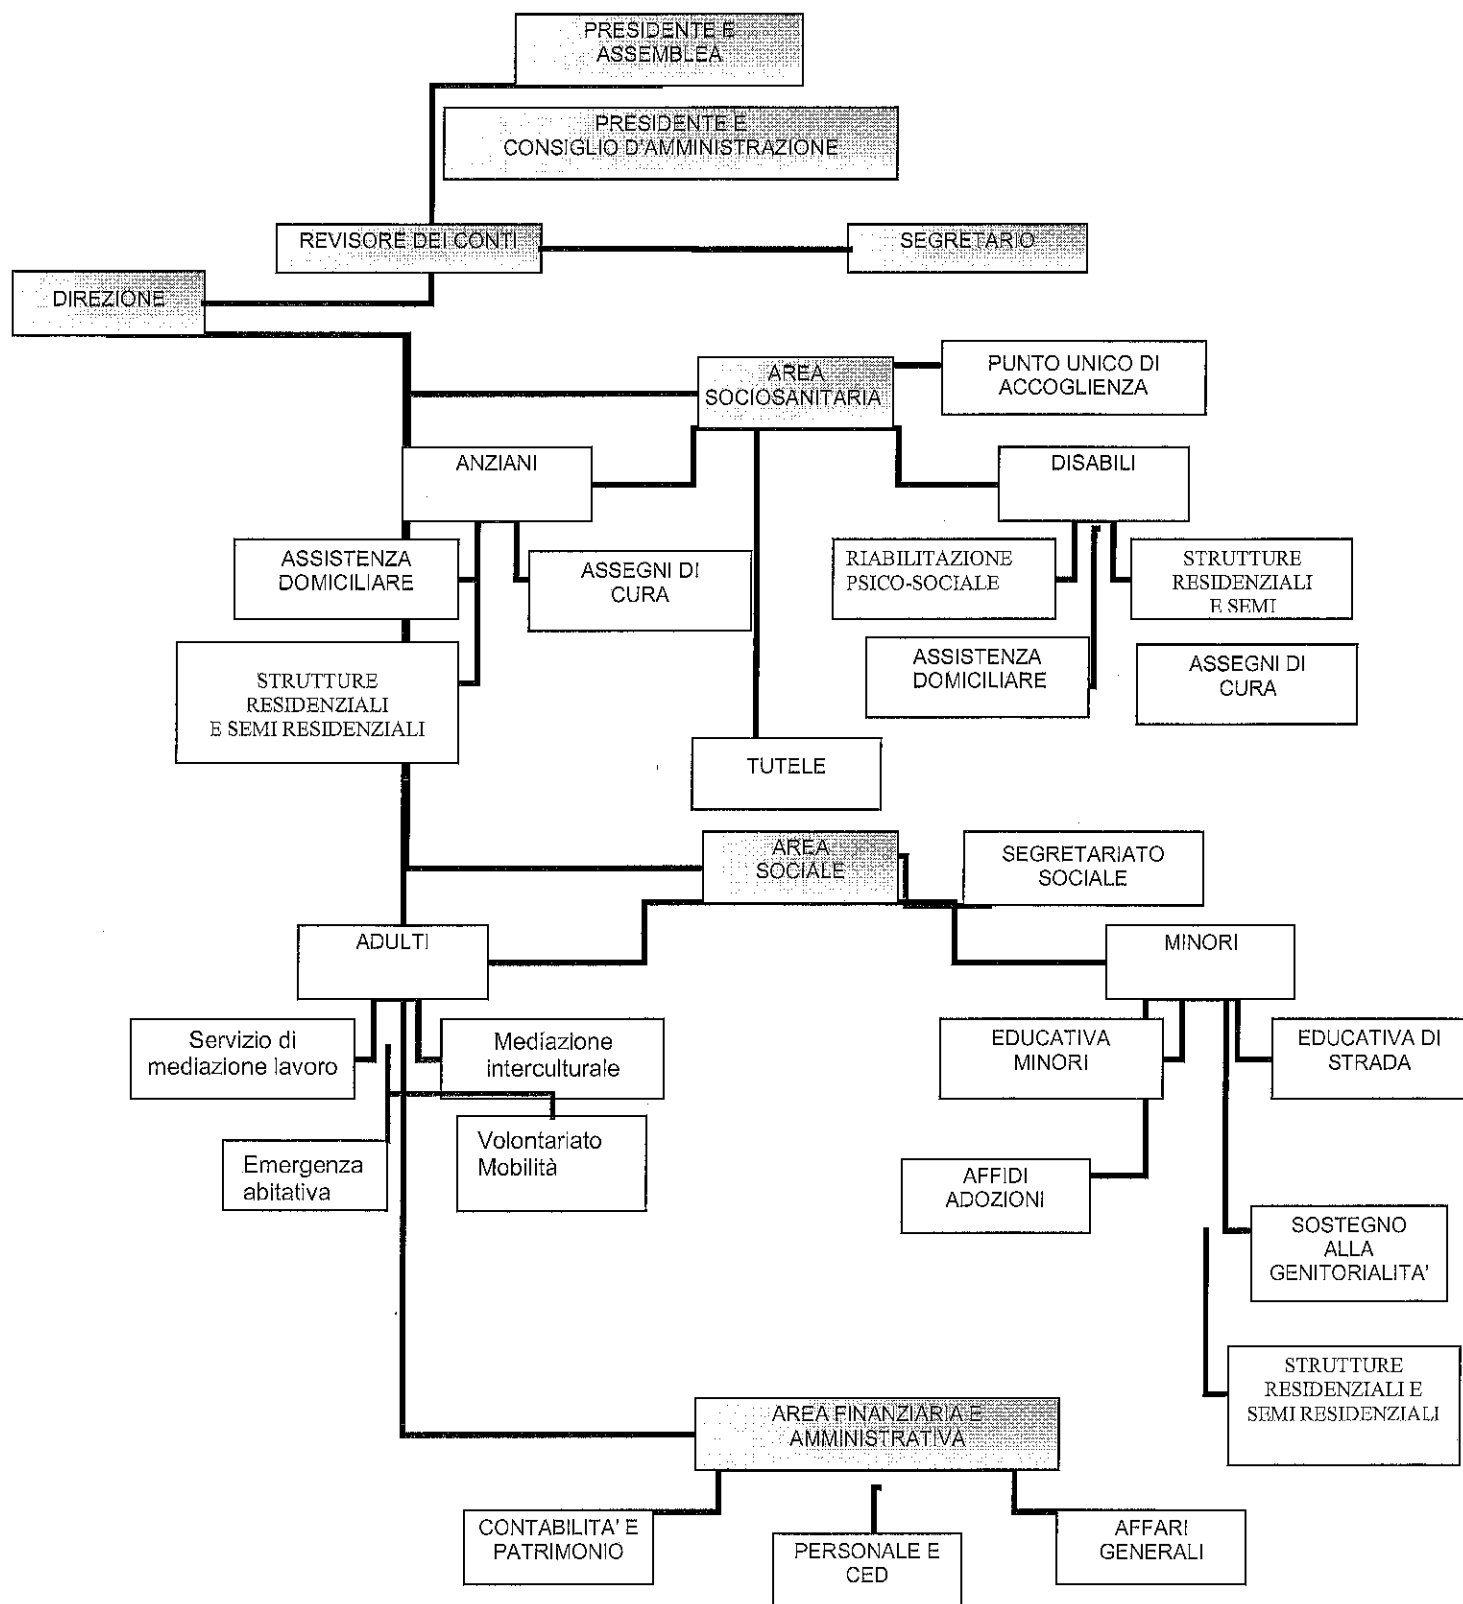 PRESIDENTE E
ASSEMBLEA
PRESIDENTE E
CONSIGLIO D'AMMINISTRAZIONE
REVISORE DEI CONTI
SEGRETARIO
DIREZIONE
AREA
SOCIOSANITARIA
PUNTO UNICO DI
ACCOGLIENZA
ANZIANI
DISABILI
ASSISTENZA
DOMICILIARE
ASSEGNI DI
CURA
RIABILITAZIONE
PSICO-SOCIALE
STRUTTURE
RESIDENZIALI
E SEMI
STRUTTURE
RESIDENZIALI
E SEMI RESIDENZIALI
ASSISTENZA
DOMICILIARE
ASSEGNI DI
CURA
TUTELE
AREA
SOCIALE
SEGRETARIATO
SOCIALE
ADULTI
MINORI
Servizio di
mediazione lavoro
Mediazione
interculturale
EDUCATIVA
MINORI
EDUCATIVA DI
STRADA
Emergenza
abitativa
Volontariato
Mobilità
AFFIDI
ADOZIONI
SOSTEGNO
ALLA
GENITORIALITA'
STRUTTURE
RESIDENZIALI E
SEMI RESIDENZIALI
AREA FINANZIARIA E
AMMINISTRATIVA
CONTABILITA' E
PATRIMONIO
PERSONALE E
CED
AFFARI
GENERALI